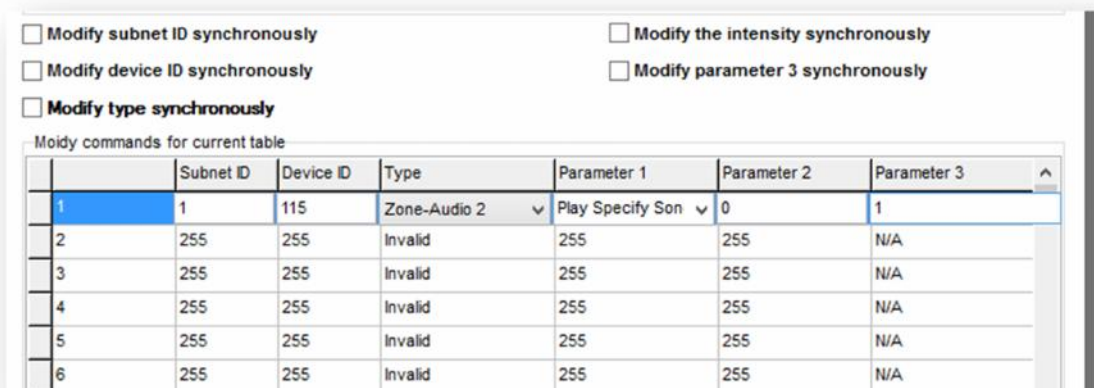 Modify subnet ID synchronously Modify the intensity synchronously
Modify device ID synchronously Modify parameter 3 synchronously
Modify type synchronously
Moidy commands for current table
Subnet ID Device ID Type Parameter 1 Parameter 2 Parameter 3
1 1 115 Zone-Audio 2 Play Specify Son 0 1
2 255 255 Invalid 255 255 N/A
3 255 255 Invalid 255 255 N/A
4 255 255 Invalid 255 255 N/A
5 255 255 Invalid 255 255 N/A
6 255 255 Invalid 255 255 N/A